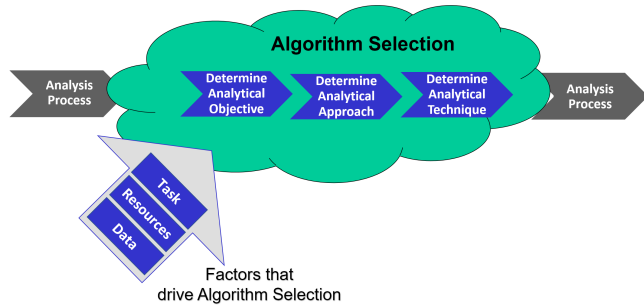 Algorithm Selection
Analysis
Process
Determine
Analytical
Objective
Determine
Analytical
Approach
Determine
Analytical
Technique
Analysis
Process
Task
Resources
Data
Factors that
drive Algorithm Selection